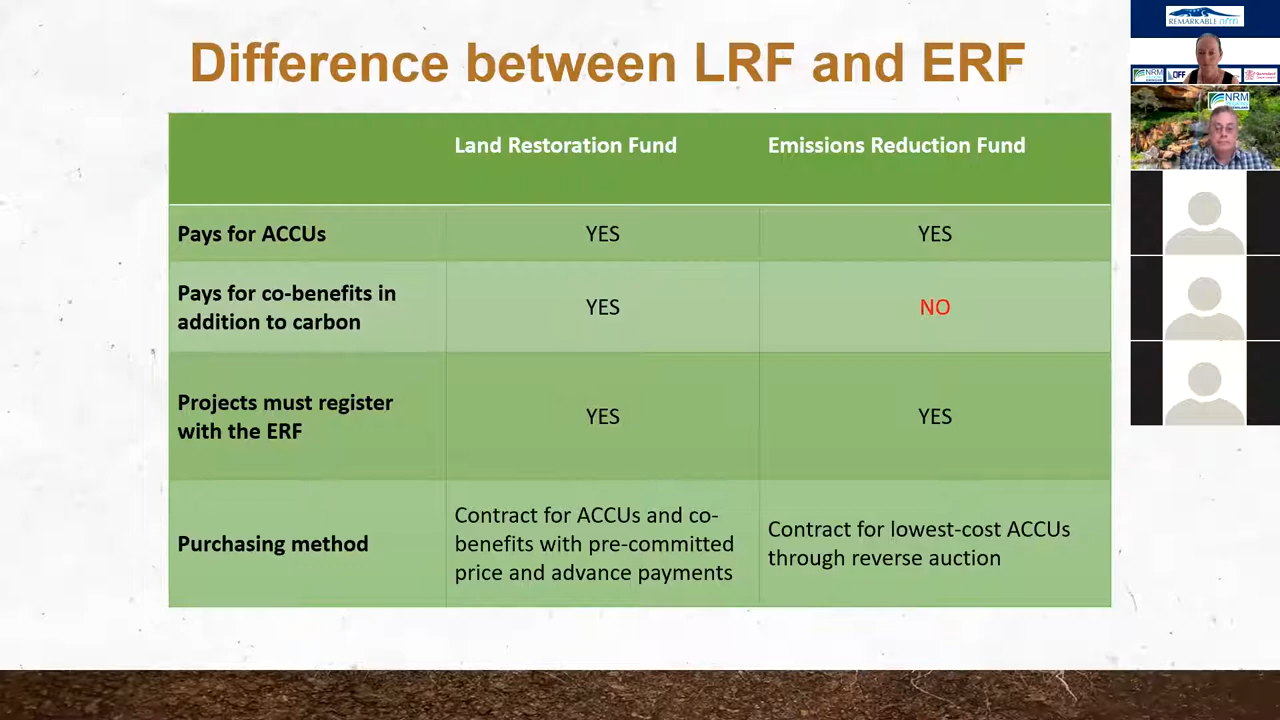 Difference between LRF and ERF
Land Restoration Fund
Emissions Reduction Fund
Pays for ACCUs
YES
YES
Pays for co-benefits in
addition to carbon
YES
NO
Projects must register
with the ERF
YES
YES
Purchasing method
Contract for ACCUs and co-
benefits with pre-committed
price and advance payments
Contract for lowest-cost ACCUs
through reverse auction
REMARKABLE nrm
NRM
QFF
NRM